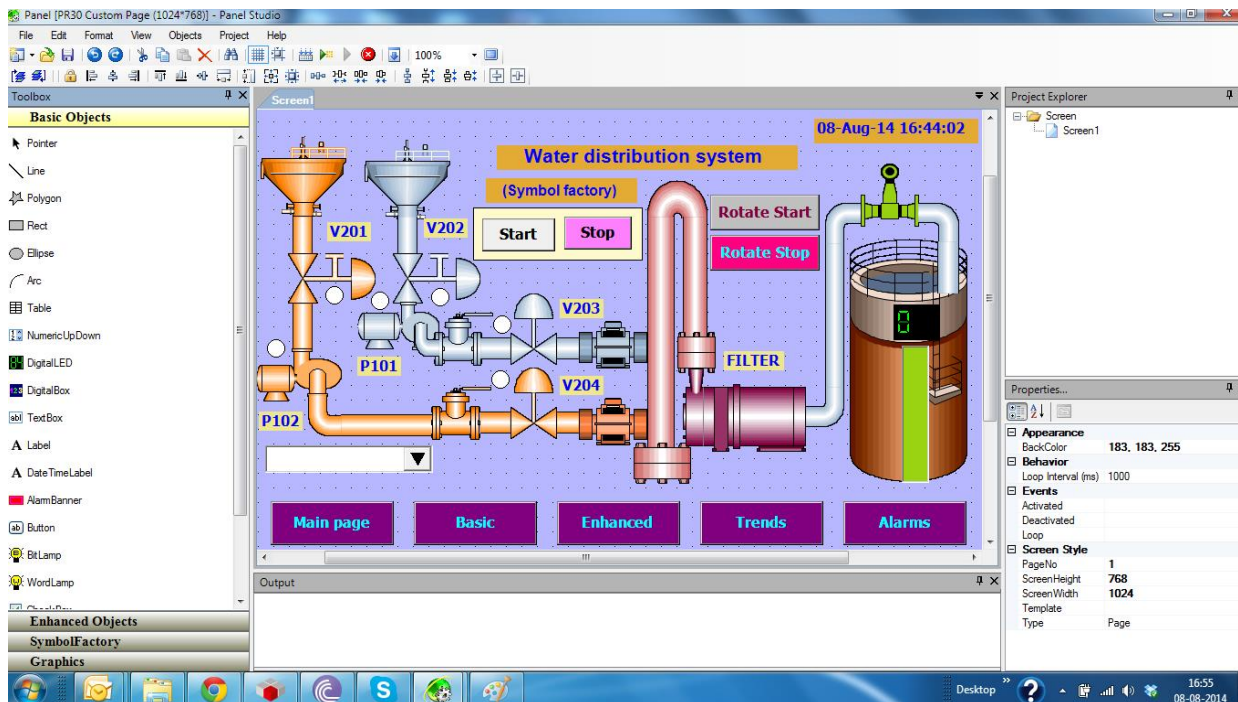 Panel [PR30 Custom Page (1024*768)] - Panel Studio
File Edit Format View Objects Project Help
100%
Toolbox
Basic Objects
Pointer
Line
Polygon
Rect
Ellipse
Arc
Table
NumericUpDown
DigitalLED
DigitalBox
TextBox
Label
DateTimeLabel
AlarmBanner
Button
BitLamp
WordLamp
CheckBox
Enhanced Objects
SymbolFactory
Graphics
Screen1
08-Aug-14 16:44:02
Water distribution system
(Symbol factory)
Start
Stop
Rotate Start
Rotate Stop
V201
V202
V203
P101
FILTER
V204
P102
0
Main page
Basic
Enhanced
Trends
Alarms
Output
Project Explorer
Screen
Screen1
Properties...
Appearance
BackColor 183, 183, 255
Behavior
Loop Interval (ms) 1000
Events
Activated
Deactivated
Loop
Screen Style
PageNo 1
ScreenHeight 768
ScreenWidth 1024
Template
Type Page
Desktop
16:55
08-08-2014